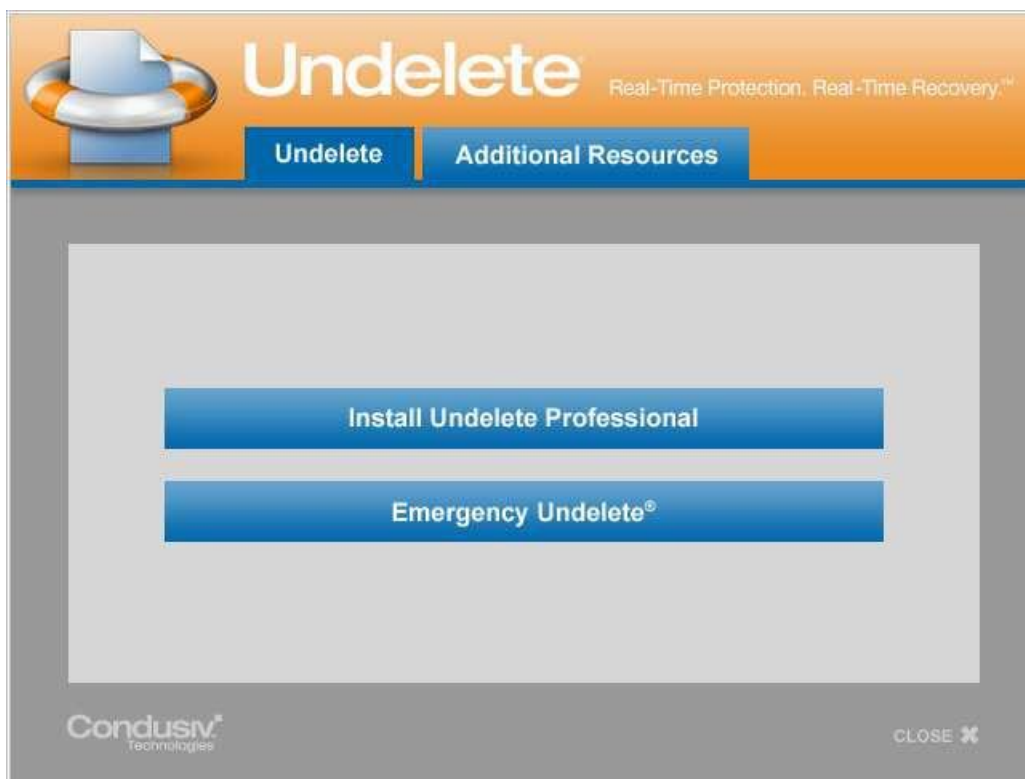 Undelete® Real-Time Protection. Real-Time Recovery.™
Undelete Additional Resources
Install Undelete Professional
Emergency Undelete®
Condusiv®
Technologies
CLOSE ✖